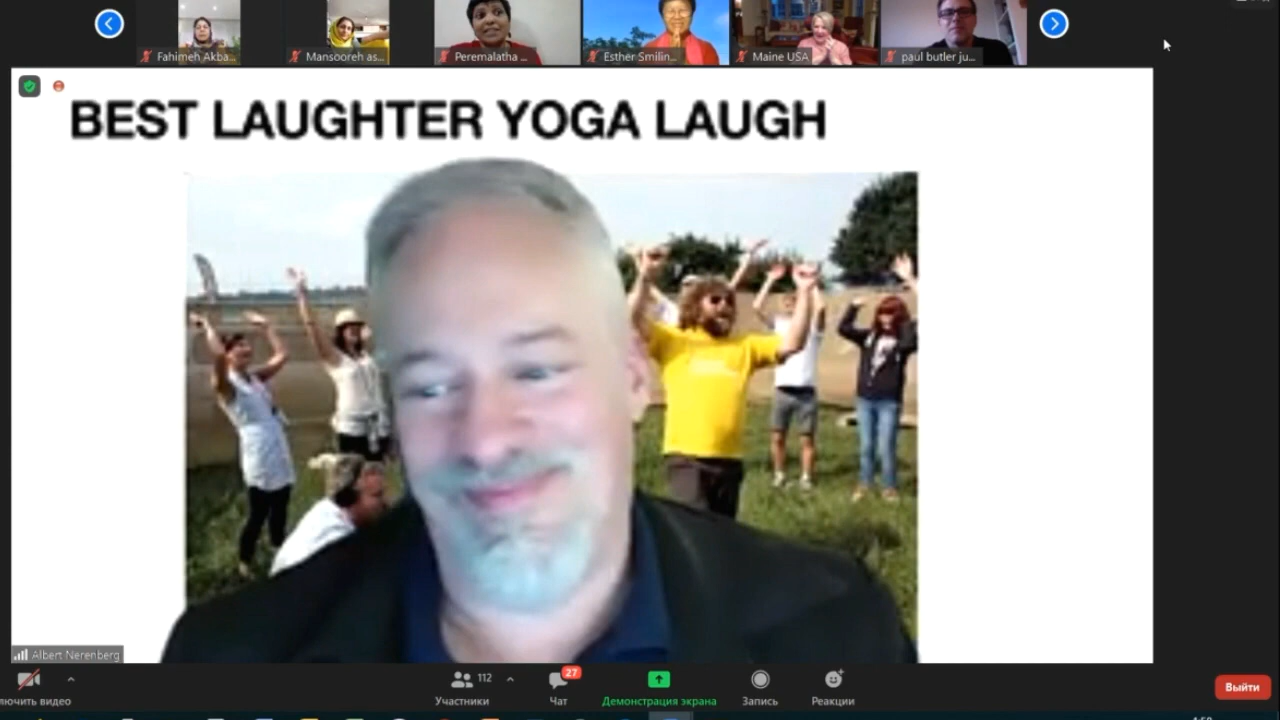 Fahimeh Akba...
Mansooreh as...
Peremalatha ...
Esther Smilin...
Maine USA
paul butler ju...
BEST LAUGHTER YOGA LAUGH
Albert Nerenberg
лючить видео
112
Участники
27
Чат
Демонстрация экрана
Запись
Реакции
Выйти